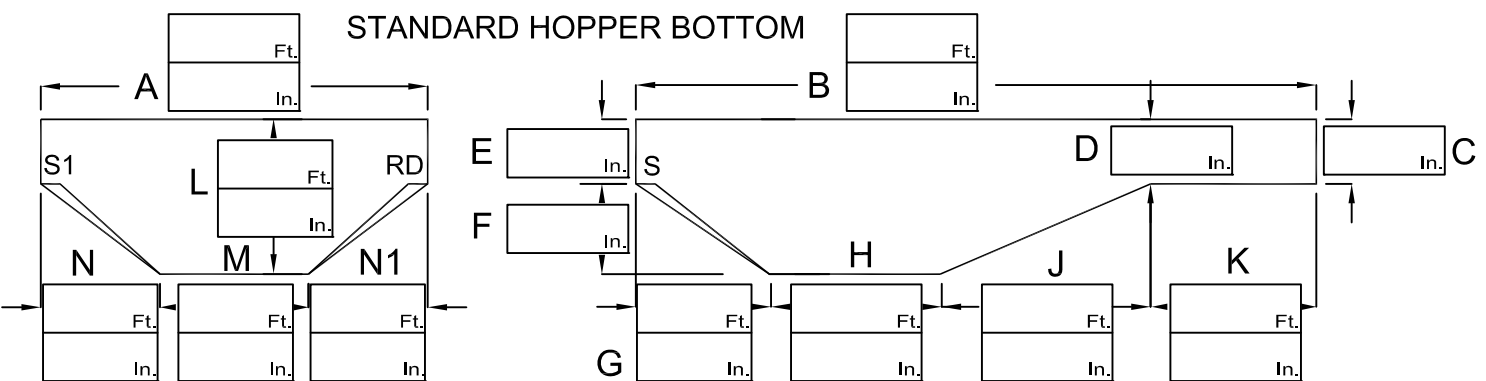 STANDARD HOPPER BOTTOM
Ft. Ft.
A In. B In.
E In. D In. C
In.
S1 RD S
L Ft.
In.
F In.
N M N1 H J K
Ft. Ft. Ft. Ft. Ft. Ft. Ft.
In. In. In. G In. In. In. In.